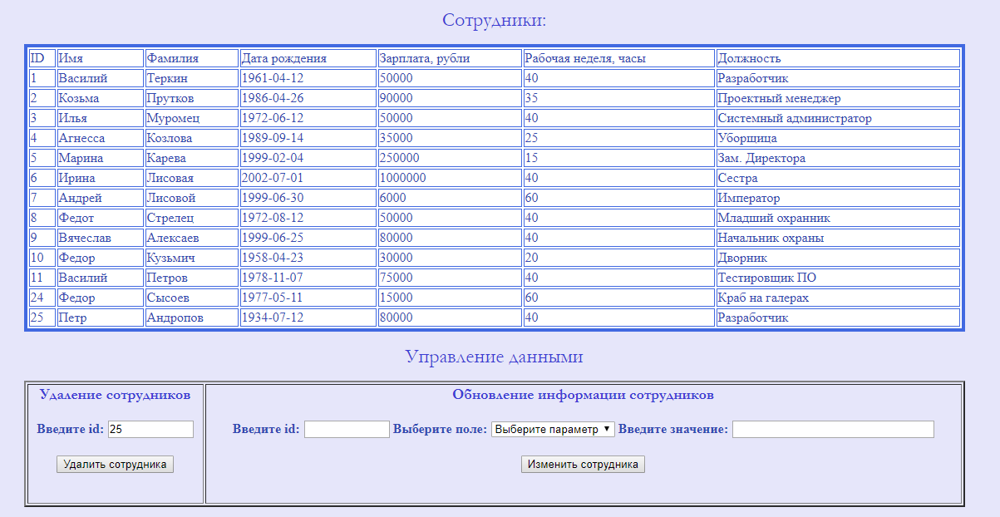 Сотрудники:
ID Имя Фамилия Дата рождения Зарплата, рубли Рабочая неделя, часы Должность
1 Василий Теркин 1961-04-12 50000 40 Разработчик
2 Козьма Прутков 1986-04-26 90000 35 Проектный менеджер
3 Илья Муромец 1972-06-12 50000 40 Системный администратор
4 Агнесса Козлова 1989-09-14 35000 25 Уборщица
5 Марина Карева 1999-02-04 250000 15 Зам. Директора
6 Ирина Лисовая 2002-07-01 1000000 40 Сестра
7 Андрей Лисовой 1999-06-30 6000 60 Император
8 Федот Стрелец 1972-08-12 50000 40 Младший охранник
9 Вячеслав Алексаев 1999-06-25 80000 40 Начальник охраны
10 Федор Кузьмич 1958-04-23 30000 20 Дворник
11 Василий Петров 1978-11-07 75000 40 Тестировщик ПО
24 Федор Сысоев 1977-05-11 15000 60 Краб на галерах
25 Петр Андропов 1934-07-12 80000 40 Разработчик
Управление данными
Удаление сотрудников
Введите id: 25
Удалить сотрудника
Обновление информации сотрудников
Введите id: Выберите поле: Выберите параметр Введите значение:
Изменить сотрудника